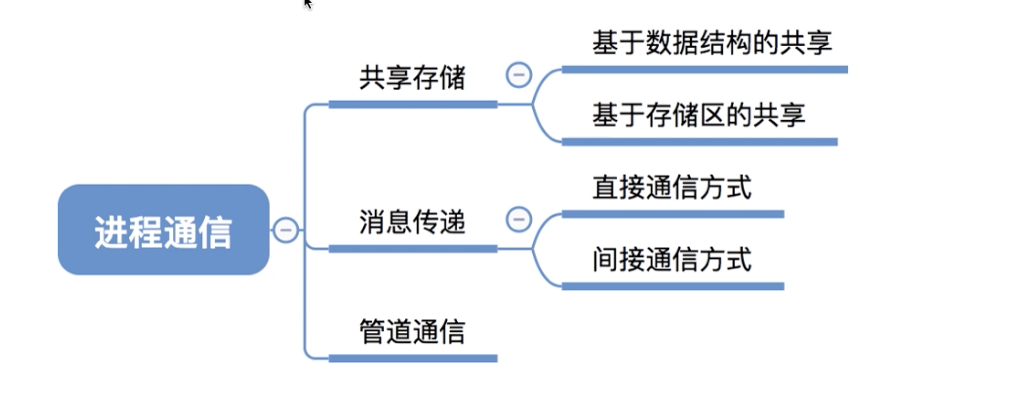 进程通信
共享存储
基于数据结构的共享
基于存储区的共享
消息传递
直接通信方式
间接通信方式
管道通信